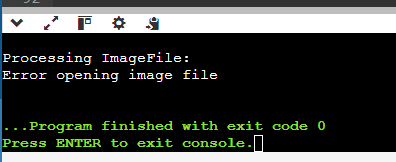 Processing ImageFile:
Error opening image file
...Program finished with exit code 0
Press ENTER to exit console.